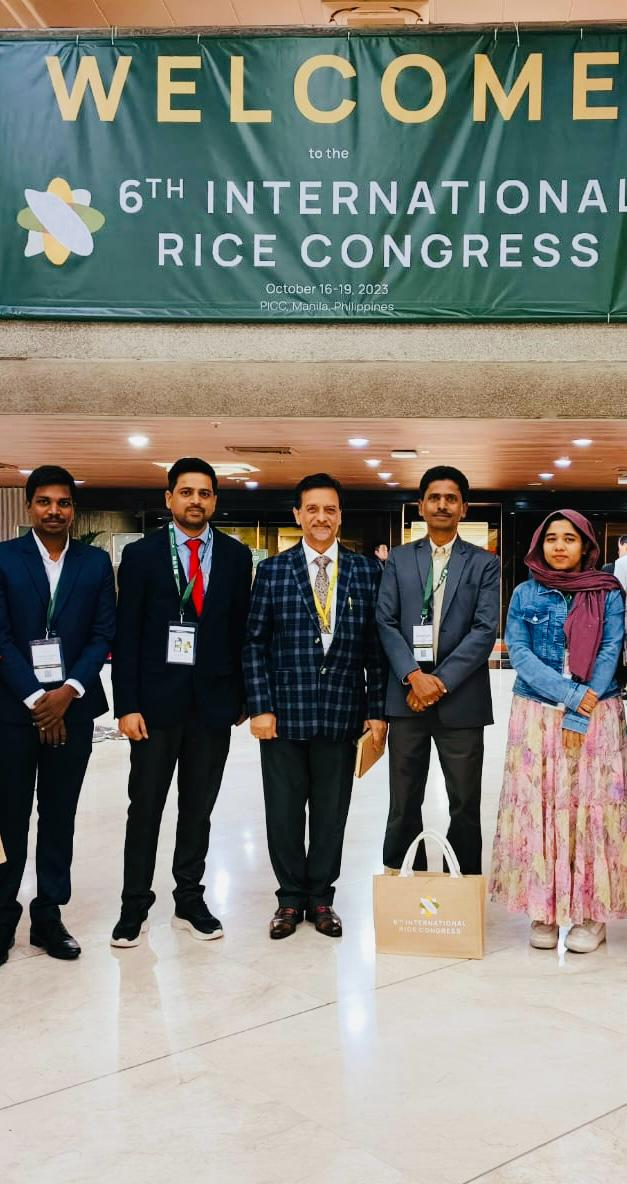 WELCOME
to the
6TH INTERNATIONAL
RICE CONGRESS
October 16-19, 2023
PICC, Manila, Philippines
6TH INTERNATIONAL
RICE CONGRESS